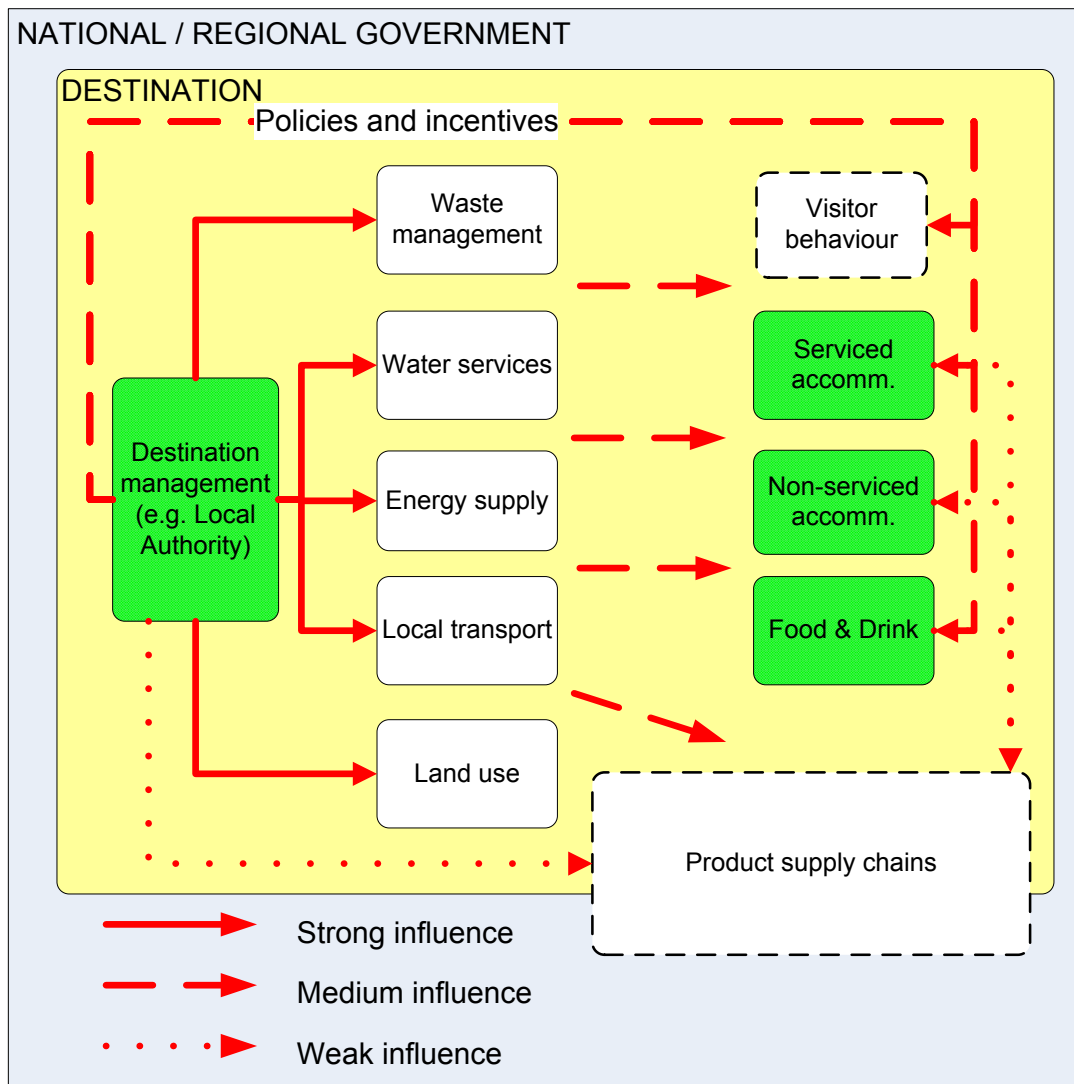 NATIONAL / REGIONAL GOVERNMENT
DESTINATION
Policies and incentives
Waste
management
Visitor
behaviour
Water services
Serviced
accomm.
Destination
management
(e.g. Local
Authority)
Energy supply
Non-serviced
accomm.
Local transport
Food & Drink
Land use
Product supply chains
Strong influence
Medium influence
Weak influence